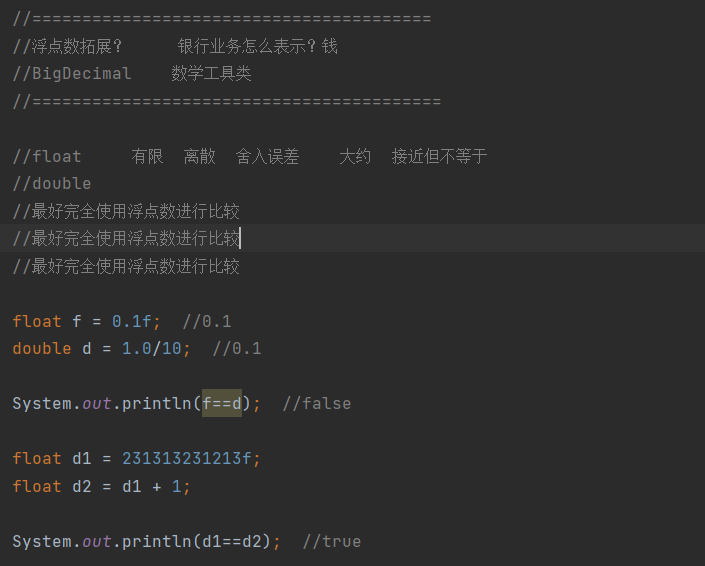 //========================================
//浮点数拓展? 银行业务怎么表示? 钱
//BigDecimal 数学工具类
//=========================================
//float 有限 离散 舍入误差 大约 接近但不等于
//double
//最好完全使用浮点数进行比较
//最好完全使用浮点数进行比较
//最好完全使用浮点数进行比较
float f = 0.1f; //0.1
double d = 1.0/10; //0.1
System.out.println(f==d); //false
float d1 = 231313231213f;
float d2 = d1 + 1;
System.out.println(d1==d2); //true